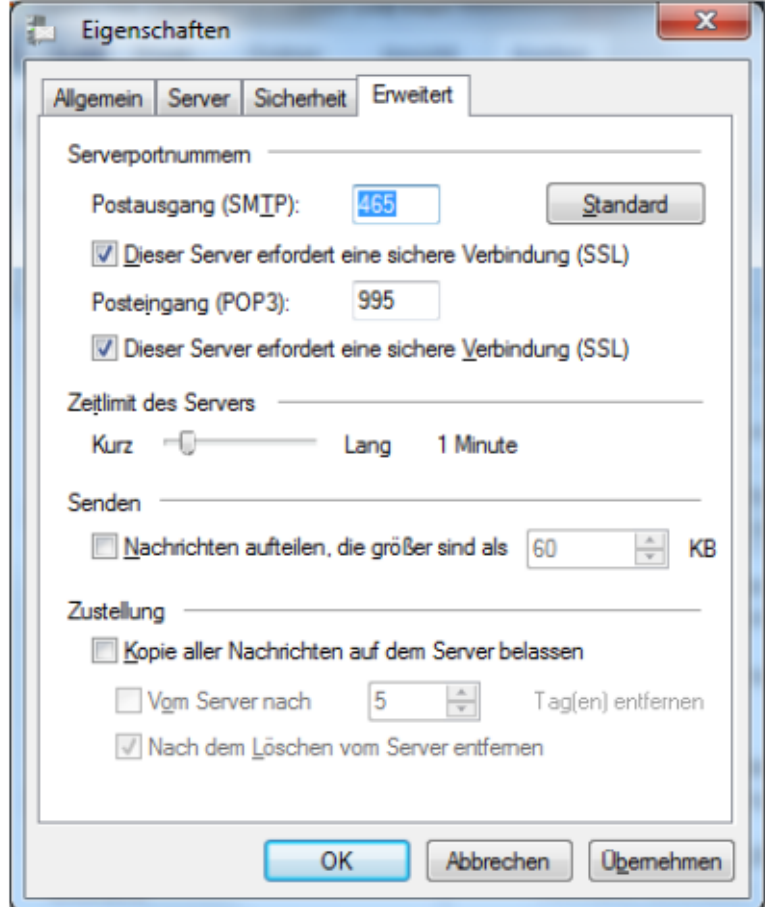 Eigenschaften
Allgemein Server Sicherheit Erweitert
Serverportnummern
Postausgang (SMTP): 465 Standard
Dieser Server erfordert eine sichere Verbindung (SSL)
Posteingang (POP3): 995
Dieser Server erfordert eine sichere Verbindung (SSL)
Zeitlimit des Servers
Kurz Lang 1 Minute
Senden
Nachrichten aufteilen, die größer sind als 60 KB
Zustellung
Kopie aller Nachrichten auf dem Server belassen
Vom Server nach 5 Tag(en) entfernen
Nach dem Löschen vom Server entfernen
OK Abbrechen Übernehmen